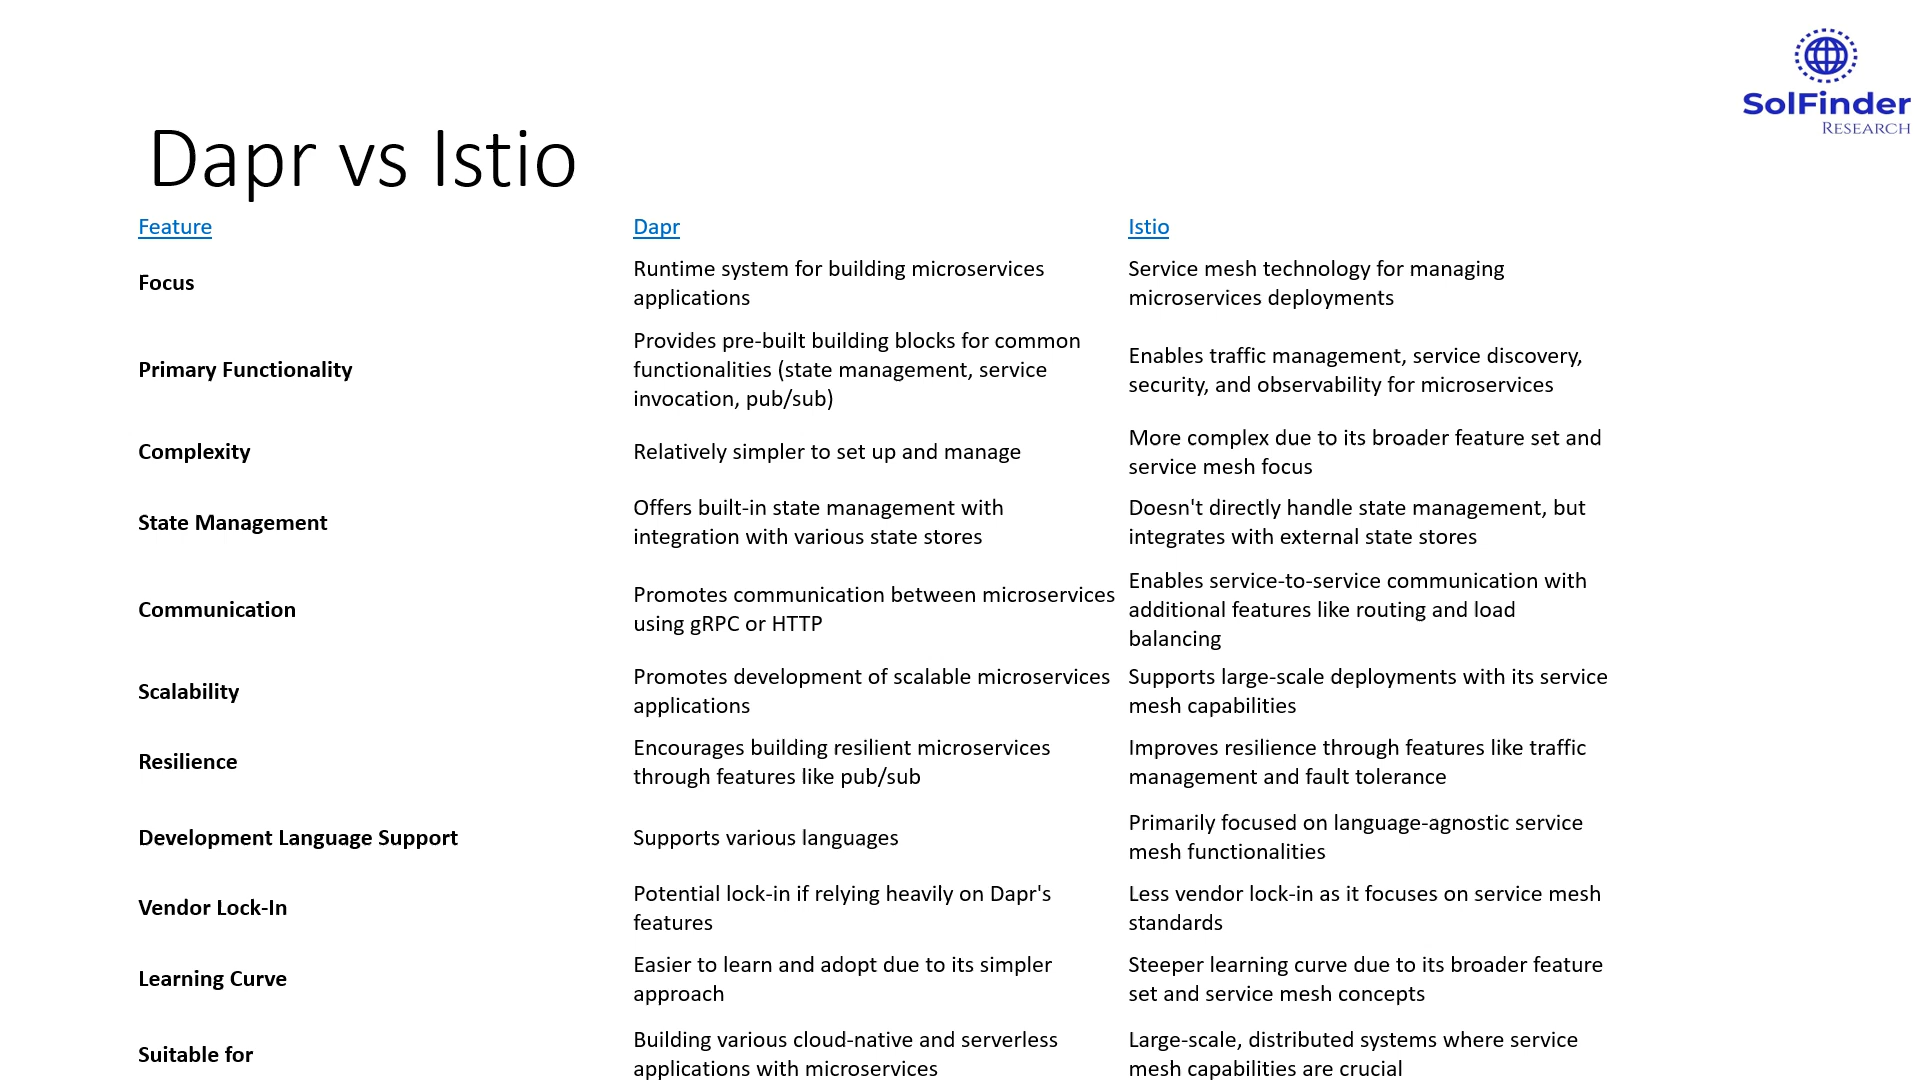 SolFinder
RESEARCH
Dapr vs Istio
Feature
Dapr
Istio
Focus
Runtime system for building microservices
applications
Service mesh technology for managing
microservices deployments
Primary Functionality
Provides pre-built building blocks for common
functionalities (state management, service
invocation, pub/sub)
Enables traffic management, service discovery,
security, and observability for microservices
Complexity
Relatively simpler to set up and manage
More complex due to its broader feature set and
service mesh focus
State Management
Offers built-in state management with
integration with various state stores
Doesn't directly handle state management, but
integrates with external state stores
Communication
Promotes communication between microservices
using gRPC or HTTP
Enables service-to-service communication with
additional features like routing and load
balancing
Scalability
Promotes development of scalable microservices
applications
Supports large-scale deployments with its service
mesh capabilities
Resilience
Encourages building resilient microservices
through features like pub/sub
Improves resilience through features like traffic
management and fault tolerance
Development Language Support
Supports various languages
Primarily focused on language-agnostic service
mesh functionalities
Vendor Lock-In
Potential lock-in if relying heavily on Dapr's
features
Less vendor lock-in as it focuses on service mesh
standards
Learning Curve
Easier to learn and adopt due to its simpler
approach
Steeper learning curve due to its broader feature
set and service mesh concepts
Suitable for
Building various cloud-native and serverless
applications with microservices
Large-scale, distributed systems where service
mesh capabilities are crucial